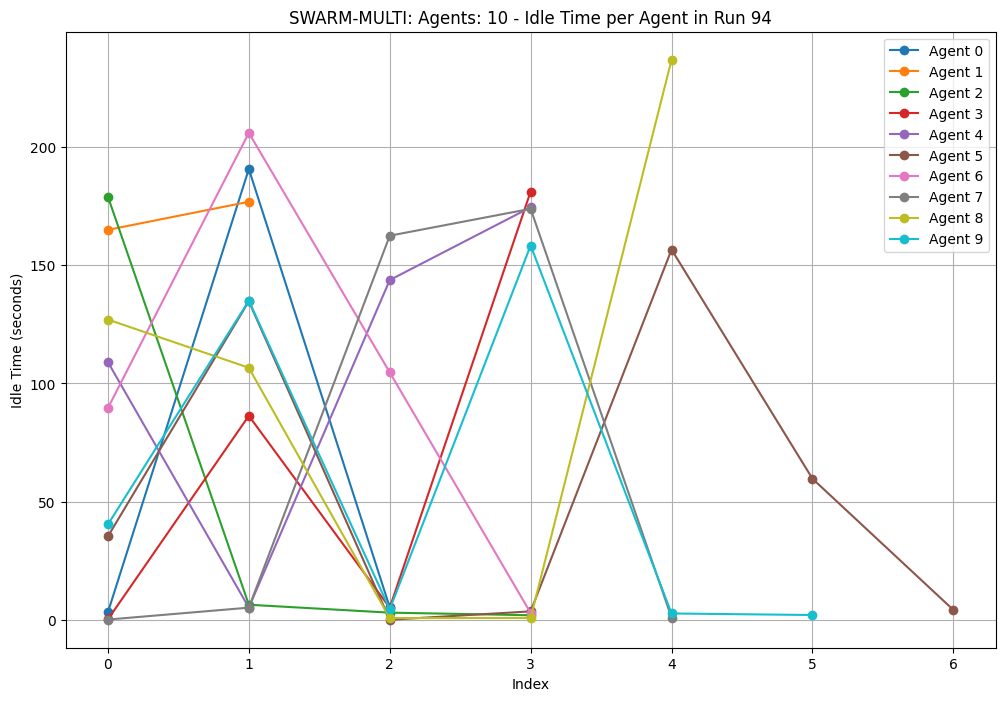 SWARM-MULTI: Agents: 10 - Idle Time per Agent in Run 94
Idle Time (seconds)
200
150
100
50
0
0 1 2 3 4 5 6
Index
Agent 0
Agent 1
Agent 2
Agent 3
Agent 4
Agent 5
Agent 6
Agent 7
Agent 8
Agent 9